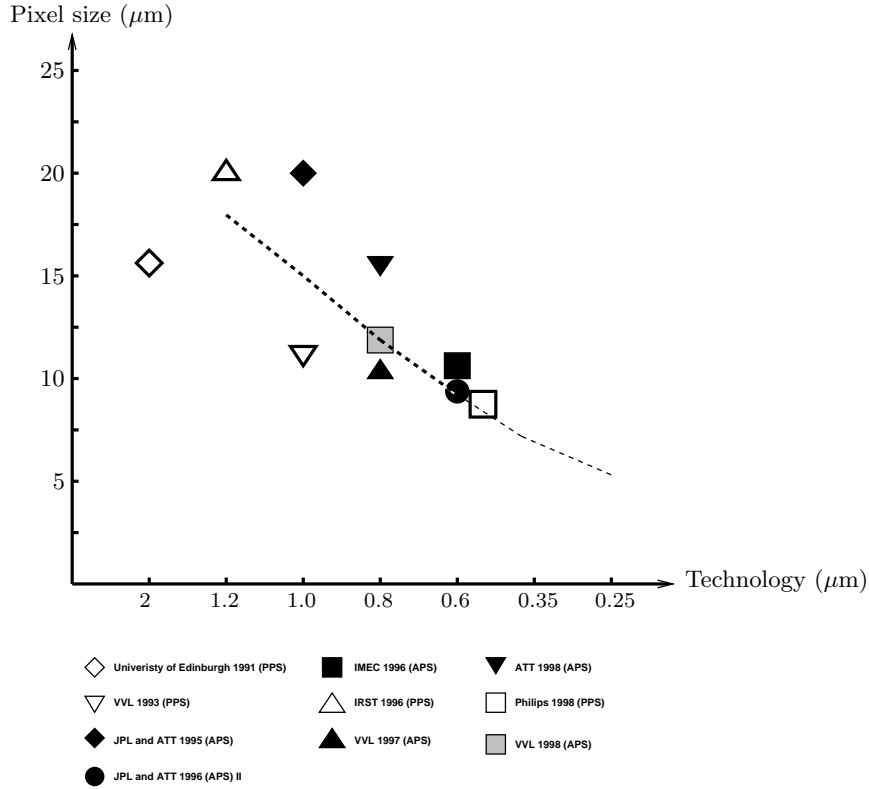 Pixel size (μm)
25
20
15
10
5
Technology (μm)
2 1.2 1.0 0.8 0.6 0.35 0.25
Univeristy of Edinburgh 1991 (PPS) IMEC 1996 (APS) ATT 1998 (APS)
VVL 1993 (PPS) IRST 1996 (PPS) Philips 1998 (PPS)
JPL and ATT 1995 (APS) VVL 1997 (APS) VVL 1998 (APS)
JPL and ATT 1996 (APS) II